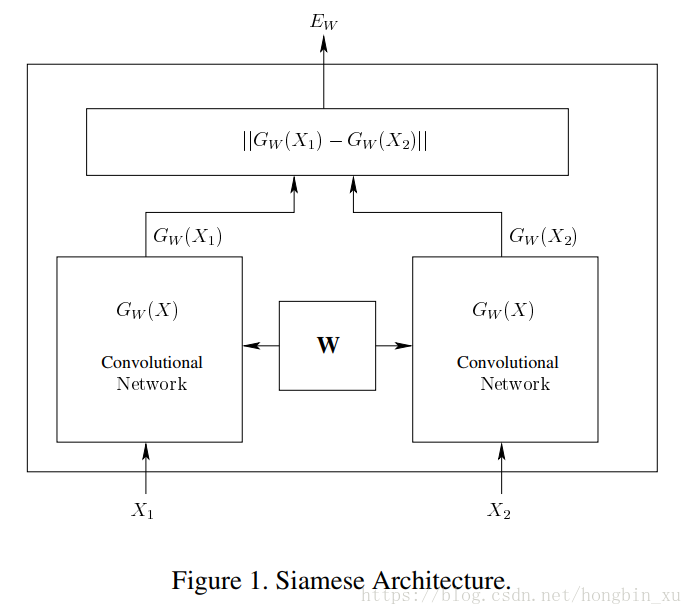 E_W
||G_W(X_1) − G_W(X_2)||
G_W(X_1)
G_W(X_2)
G_W(X)
Convolutional
Network
W
G_W(X)
Convolutional
Network
X_1
X_2
Figure 1. Siamese Architecture.
https://blog.csdn.net/hongbin_xu